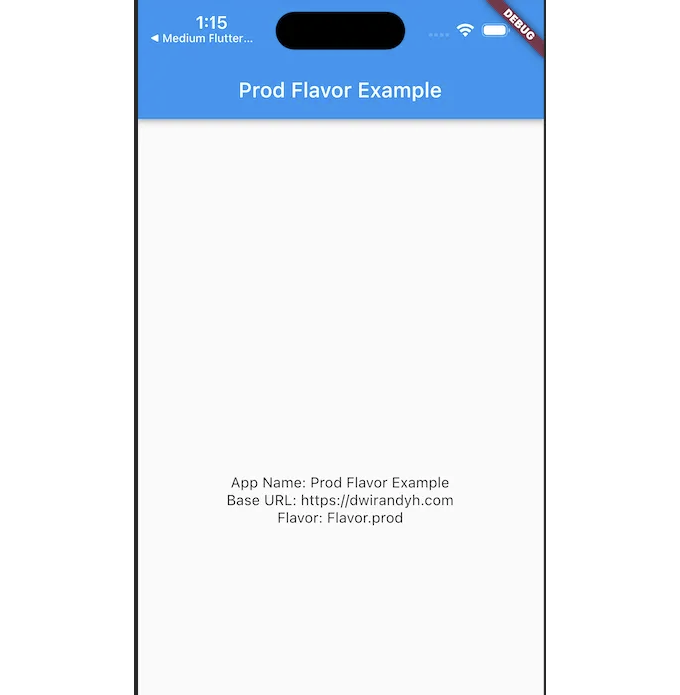 1:15
◀ Medium Flutter...
DEBUG
Prod Flavor Example
App Name: Prod Flavor Example
Base URL: https://dwirandyh.com
Flavor: Flavor.prod